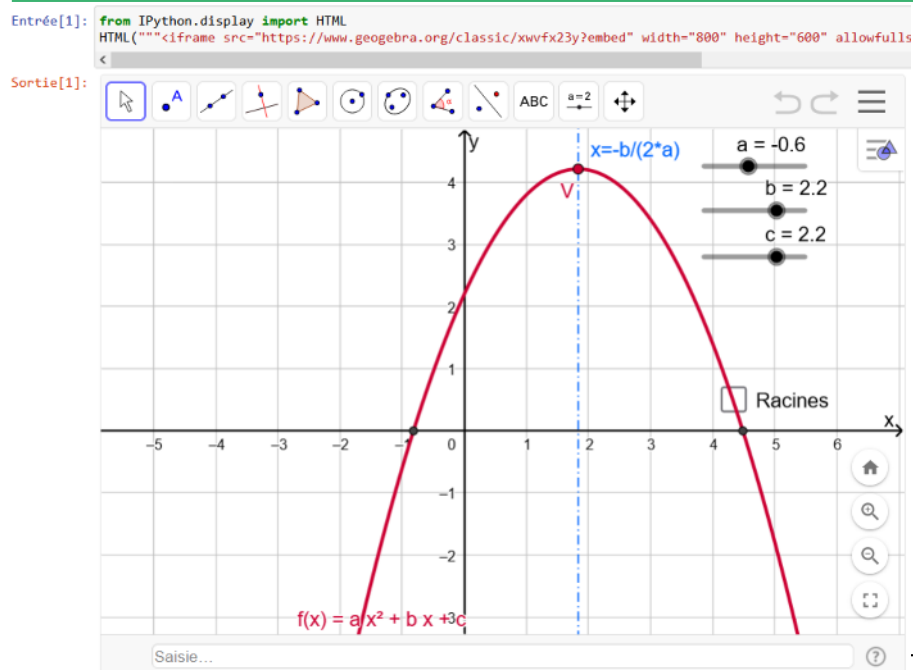 Entrée[1]: from IPython.display import HTML
HTML("""<iframe src="https://www.geogebra.org/classic/xwvfx23y?embed" width="800" height="600" allowfulls
Sortie[1]:
A
α
ABC
a=2
y
x=-b/(2*a)
a = -0.6
V
b = 2.2
c = 2.2
4
3
2
1
Racines
x
–5 –4 –3 –2 –1 0 1 2 3 4 5 6
–1
–2
–3
f(x) = a x² + b x + c
Saisie…
?